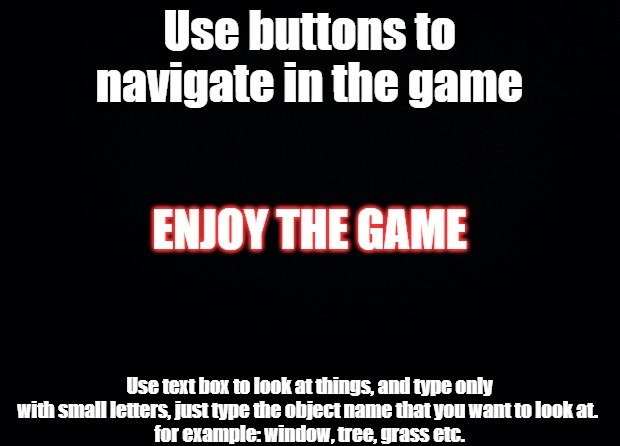 Use buttons to
navigate in the game
ENJOY THE GAME
Use text box to look at things, and type only
with small letters, just type the object name that you want to look at.
for example: window, tree, grass etc.